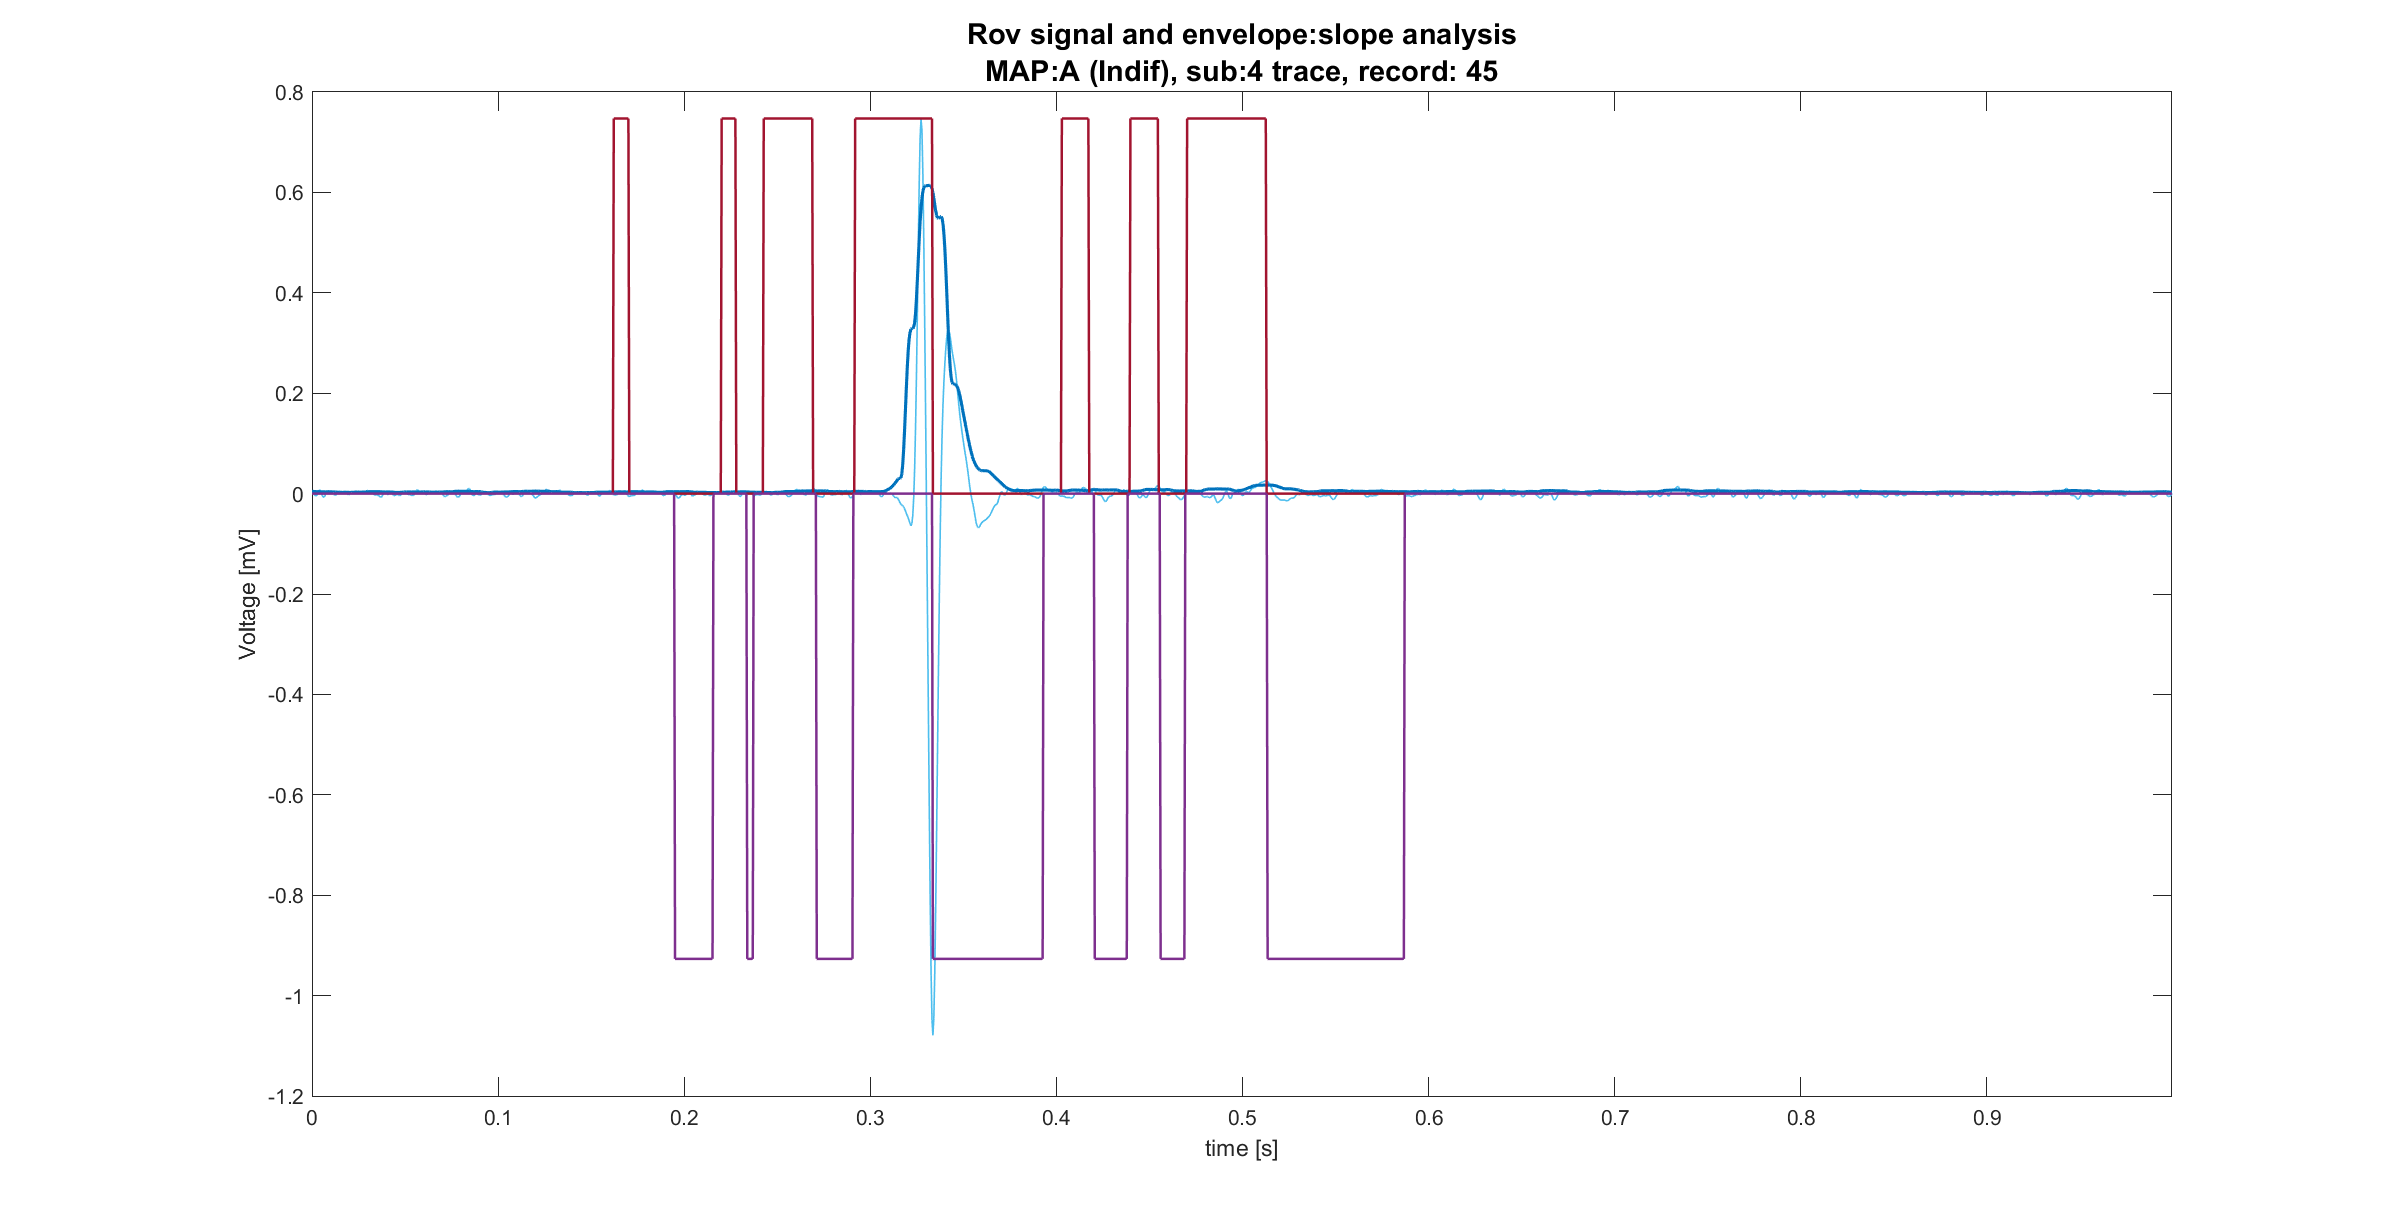 Rov signal and envelope:slope analysis
MAP:A (Indif), sub:4 trace, record: 45
0.8
0.6
0.4
0.2
0
-0.2
-0.4
-0.6
-0.8
-1
-1.2
Voltage [mV]
0 0.1 0.2 0.3 0.4 0.5 0.6 0.7 0.8 0.9
time [s]